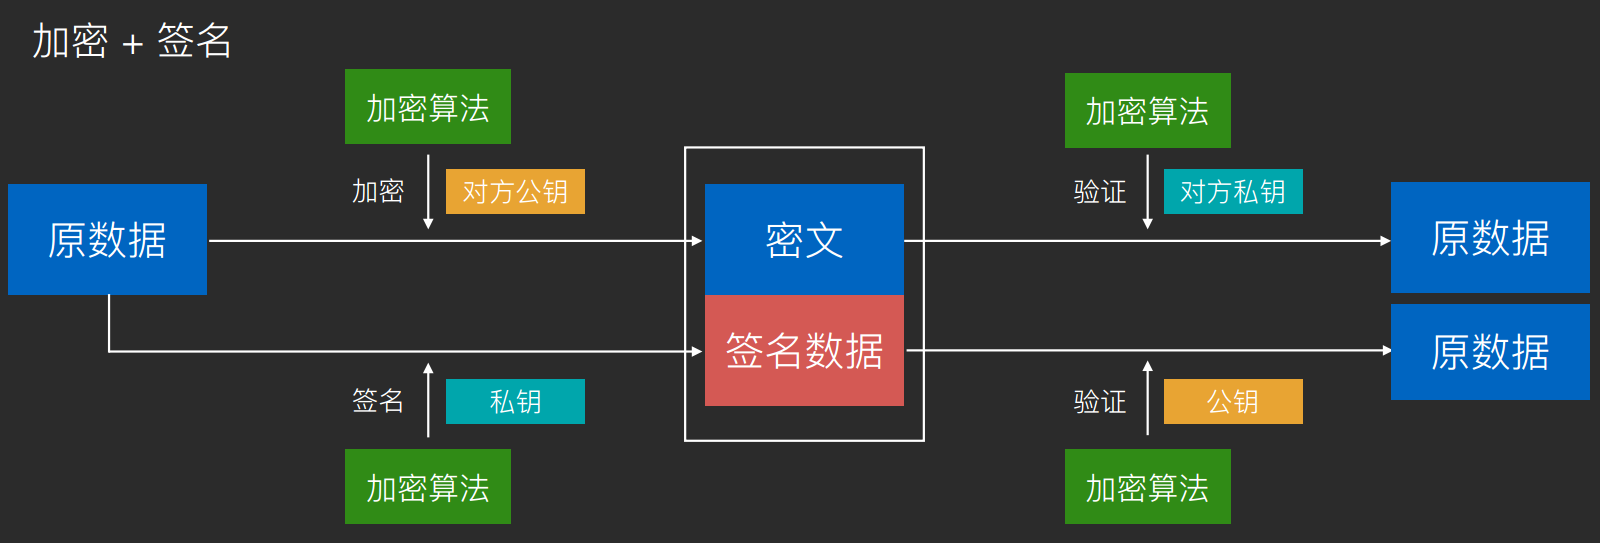 加密 + 签名
加密算法
加密算法
加密
对方公钥
验证
对方私钥
原数据
密文
原数据
签名数据
原数据
签名
私钥
验证
公钥
加密算法
加密算法